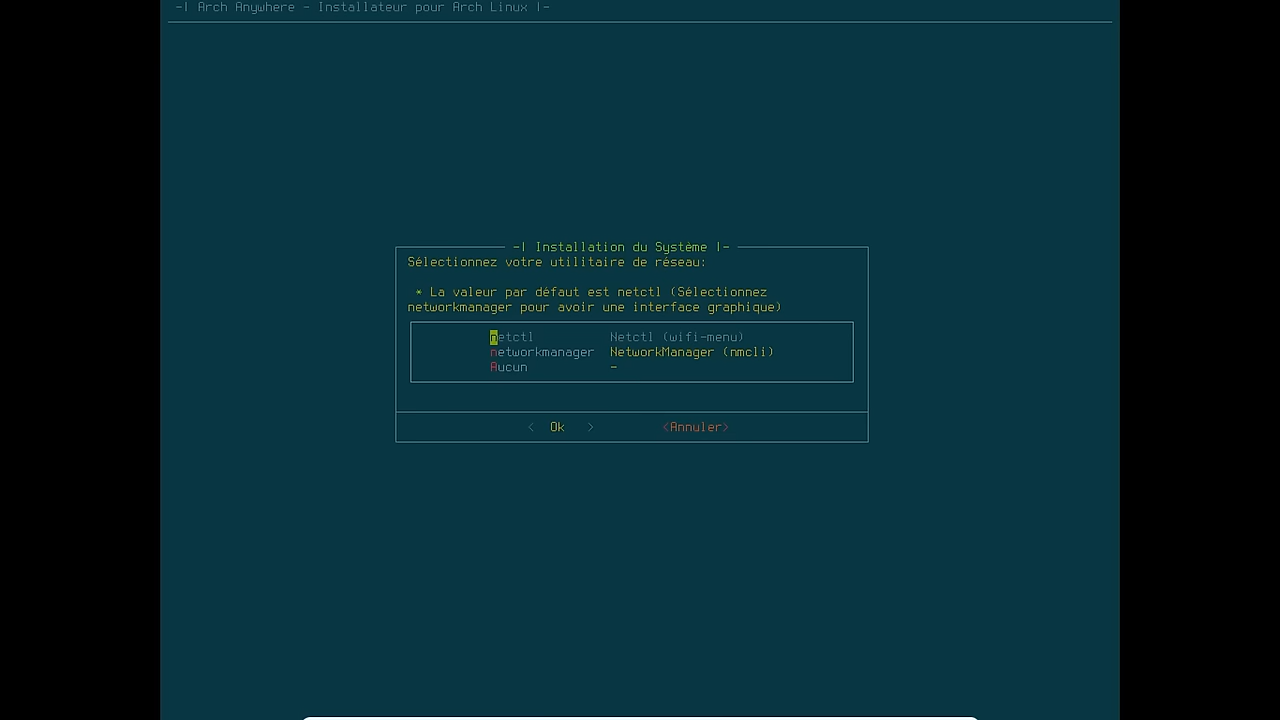 -| Arch Anywhere - Installateur pour Arch Linux |-
-| Installation du Système |-
Sélectionnez votre utilitaire de réseau:
* La valeur par défaut est netctl (Sélectionnez
networkmanager pour avoir une interface graphique)
netctl Netctl (wifi-menu)
networkmanager NetworkManager (nmcli)
Aucun -
< Ok > <Annuler>